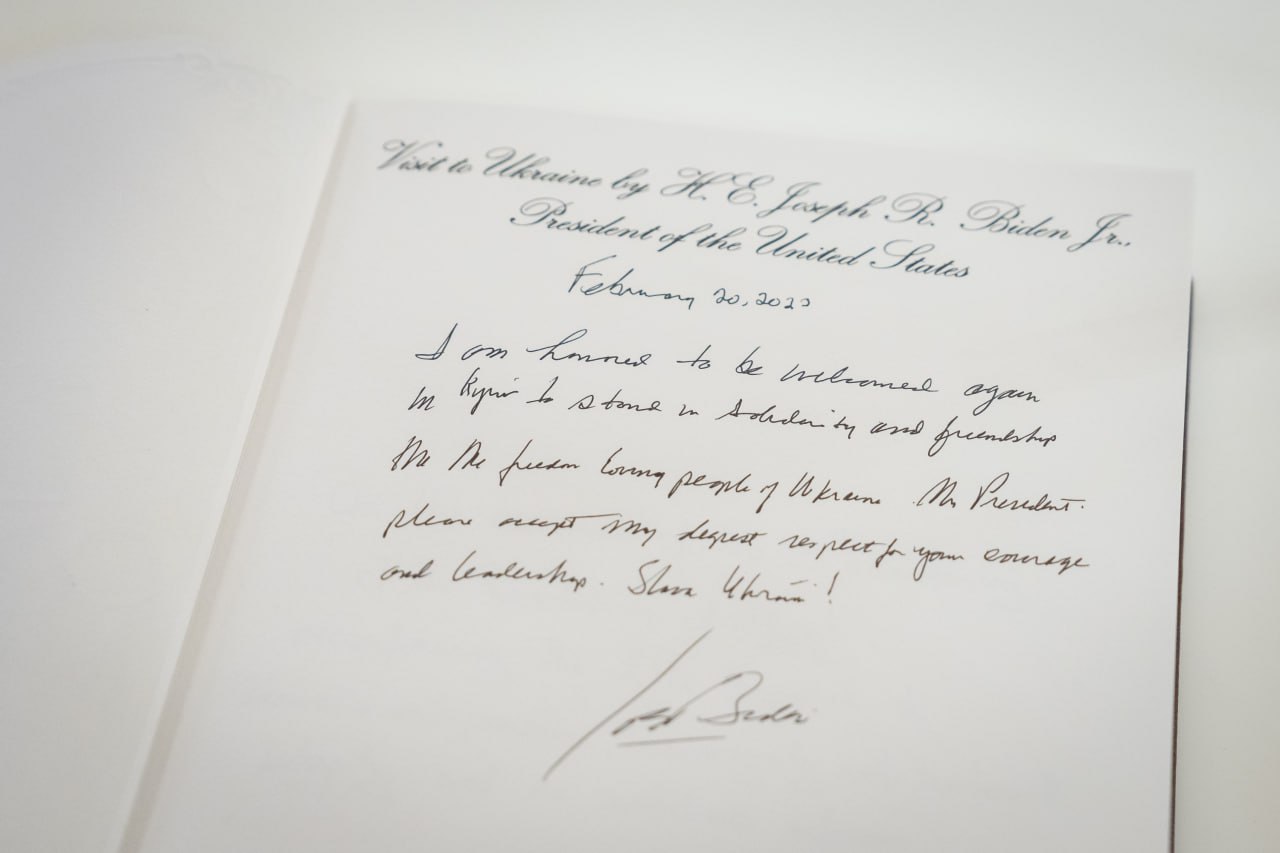 Visit to Ukraine by H. E. Joseph R. Biden Jr.,
President of the United States
February 20, 2023
I am honored to be welcomed again
in Kyiv to stand in solidarity and friendship
with the freedom loving people of Ukraine. Mr President.
please accept my deepest respect for your courage
and leadership. Slava Ukraini!
Joe Biden